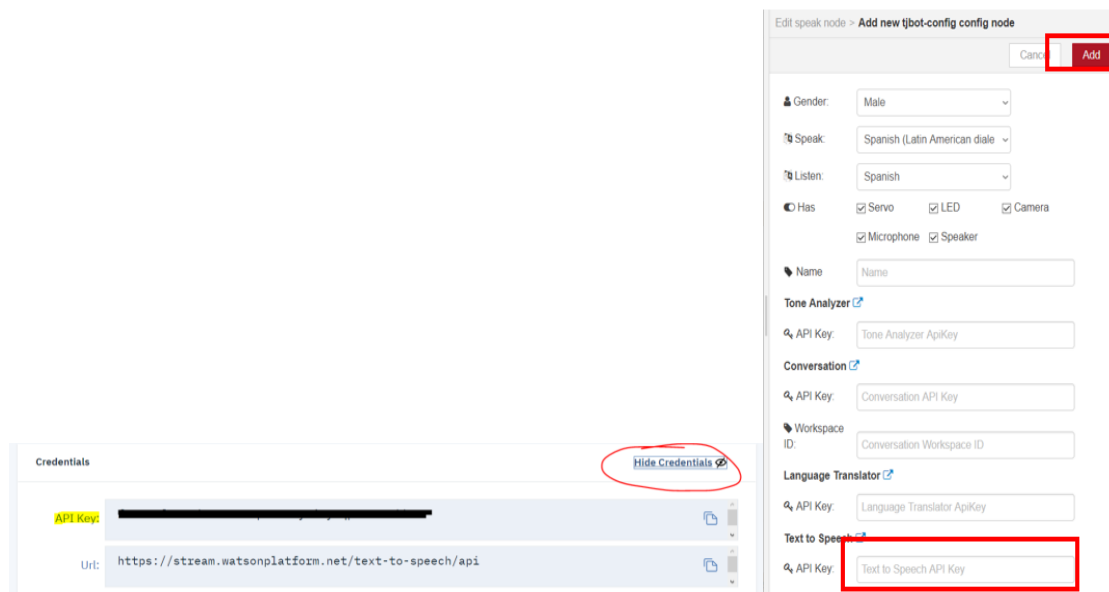 Edit speak node > Add new tjbot-config config node
Cancel Add
Gender: Male
Speak: Spanish (Latin American diale
Listen: Spanish
Has Servo LED Camera
Microphone Speaker
Name Name
Tone Analyzer
API Key: Tone Analyzer ApiKey
Conversation
API Key: Conversation API Key
Workspace
ID: Conversation Workspace ID
Language Translator
API Key: Language Translator ApiKey
Text to Speech
API Key: Text to Speech API Key
Credentials Hide Credentials
API Key:
Url: https://stream.watsonplatform.net/text-to-speech/api